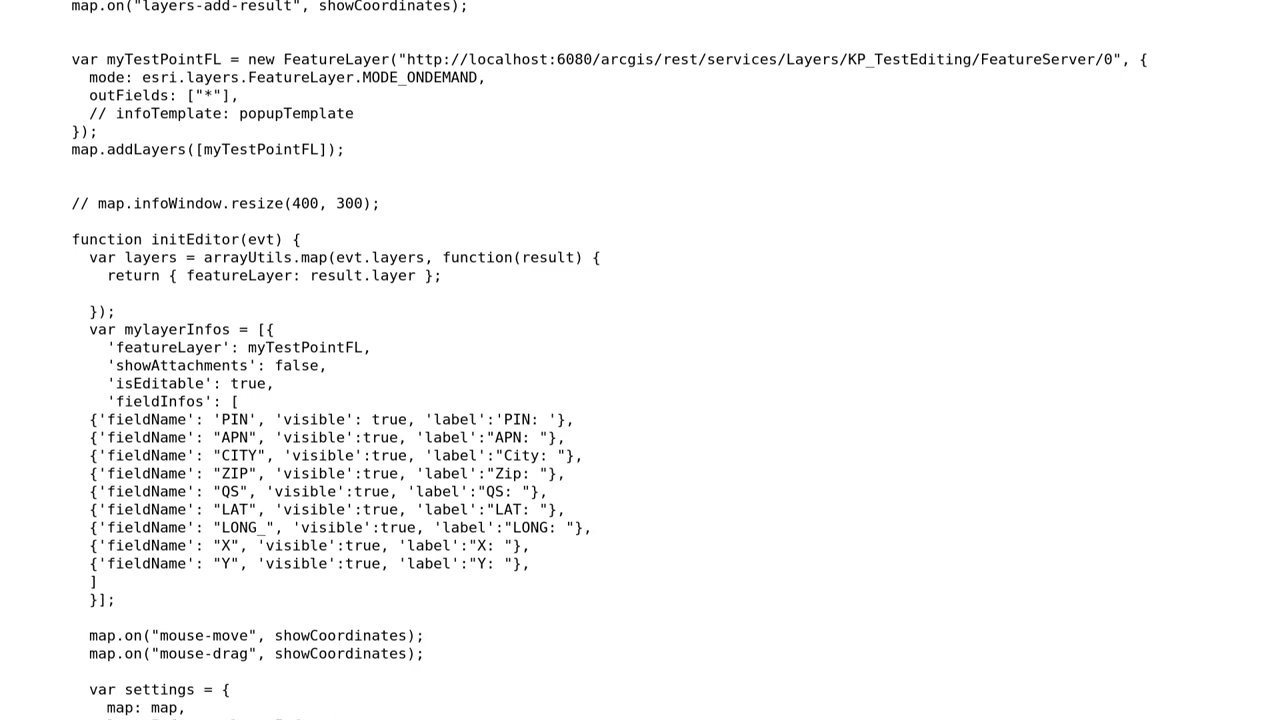 map.on("layers-add-result", showCoordinates);
var myTestPointFL = new FeatureLayer("http://localhost:6080/arcgis/rest/services/Layers/KP_TestEditing/FeatureServer/0", {
mode: esri.layers.FeatureLayer.MODE_ONDEMAND,
outFields: ["*"],
// infoTemplate: popupTemplate
});
map.addLayers([myTestPointFL]);
// map.infoWindow.resize(400, 300);
function initEditor(evt) {
var layers = arrayUtils.map(evt.layers, function(result) {
return { featureLayer: result.layer };
});
var mylayerInfos = [{
'featureLayer': myTestPointFL,
'showAttachments': false,
'isEditable': true,
'fieldInfos': [
{'fieldName': 'PIN', 'visible': true, 'label':'PIN: '},
{'fieldName': "APN", 'visible':true, 'label':"APN: "},
{'fieldName': "CITY", 'visible':true, 'label':"City: "},
{'fieldName': "ZIP", 'visible':true, 'label':"Zip: "},
{'fieldName': "QS", 'visible':true, 'label':"QS: "},
{'fieldName': "LAT", 'visible':true, 'label':"LAT: "},
{'fieldName': "LONG_", 'visible':true, 'label':"LONG: "},
{'fieldName': "X", 'visible':true, 'label':"X: "},
{'fieldName': "Y", 'visible':true, 'label':"Y: "},
]
}];
map.on("mouse-move", showCoordinates);
map.on("mouse-drag", showCoordinates);
var settings = {
map: map,